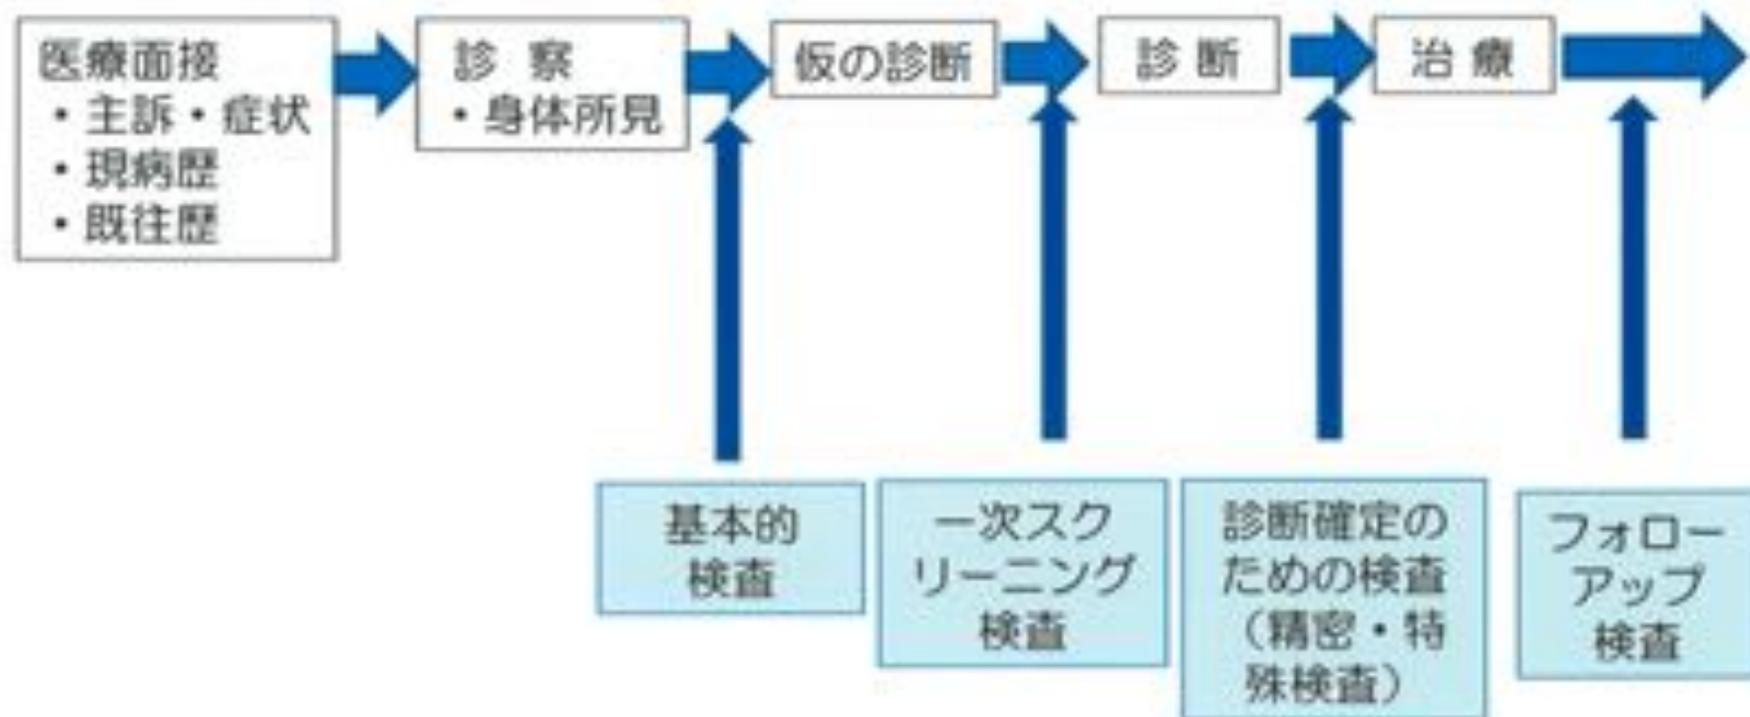 医療面接
・主訴・症状
・現病歴
・既往歴
診 察
・身体所見
仮の診断
診 断
治 療
基本的
検査
一次スク
リーニング
検査
診断確定の
ための検査
（精密・特
殊検査）
フォロー
アップ
検査